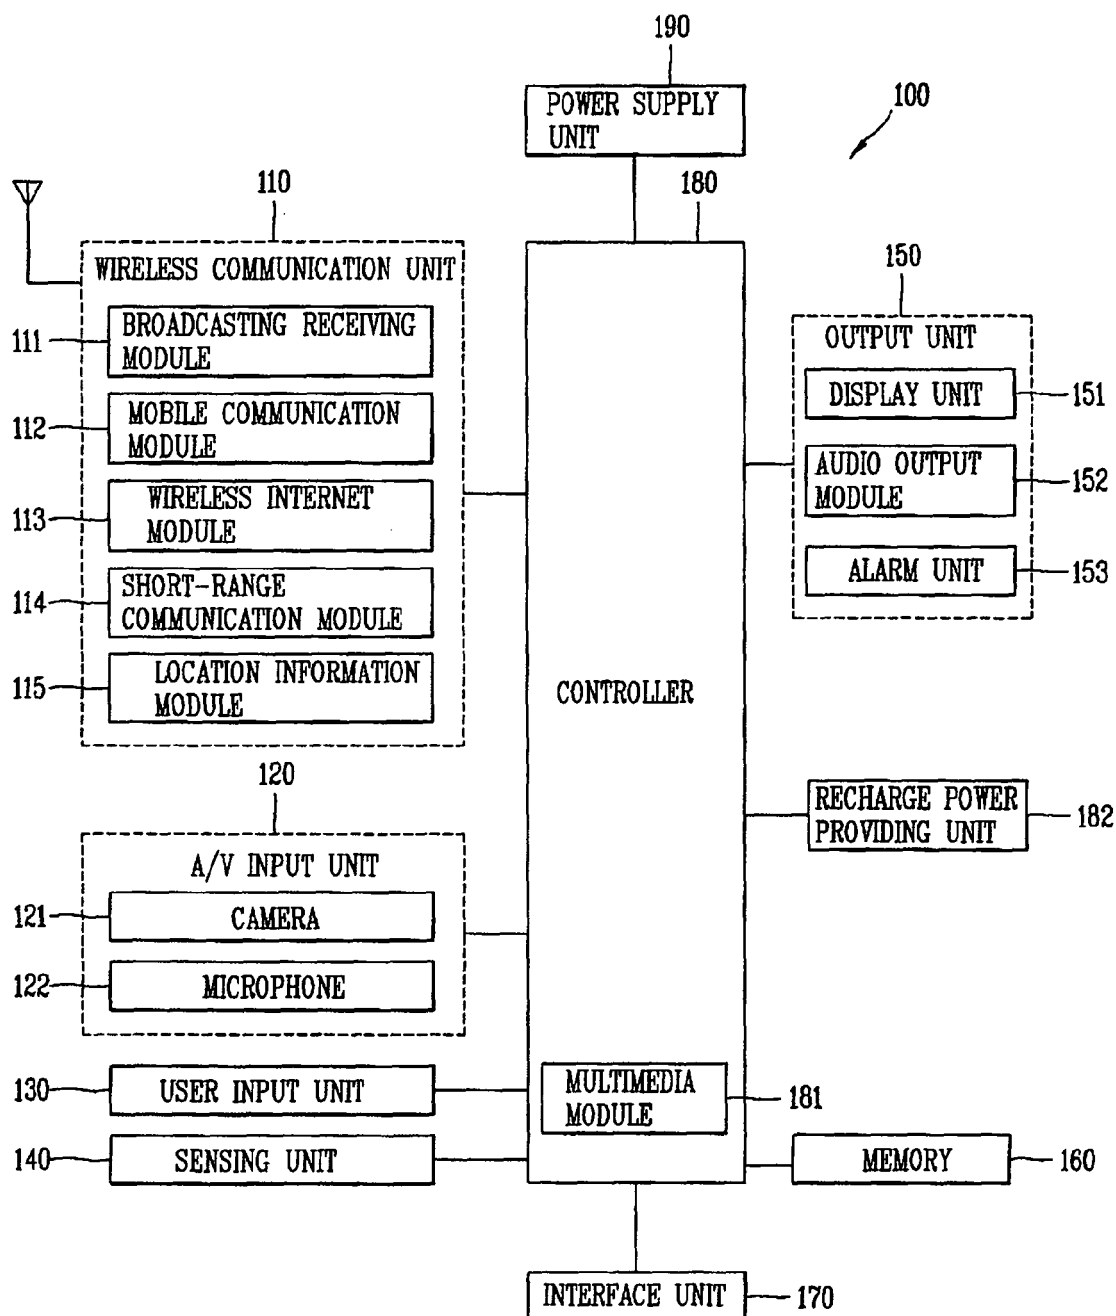 190
POWER SUPPLY
UNIT
100
110
180
WIRELESS COMMUNICATION UNIT
111
BROADCASTING RECEIVING
MODULE
112
MOBILE COMMUNICATION
MODULE
113
WIRELESS INTERNET
MODULE
114
SHORT-RANGE
COMMUNICATION MODULE
115
LOCATION INFORMATION
MODULE
150
OUTPUT UNIT
DISPLAY UNIT
151
AUDIO OUTPUT
MODULE
152
ALARM UNIT
153
CONTROLLER
120
A/V INPUT UNIT
121
CAMERA
122
MICROPHONE
RECHARGE POWER
PROVIDING UNIT
182
130
USER INPUT UNIT
140
SENSING UNIT
MULTIMEDIA
MODULE
181
MEMORY
160
INTERFACE UNIT
170